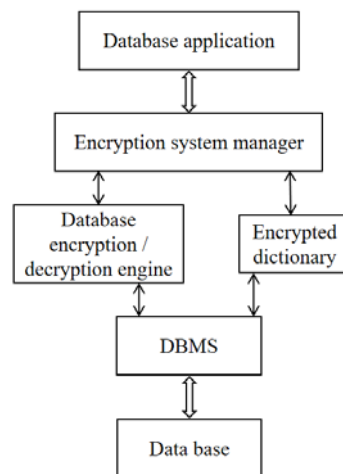 Database application
Encryption system manager
Database
encryption /
decryption engine
Encrypted
dictionary
DBMS
Data base